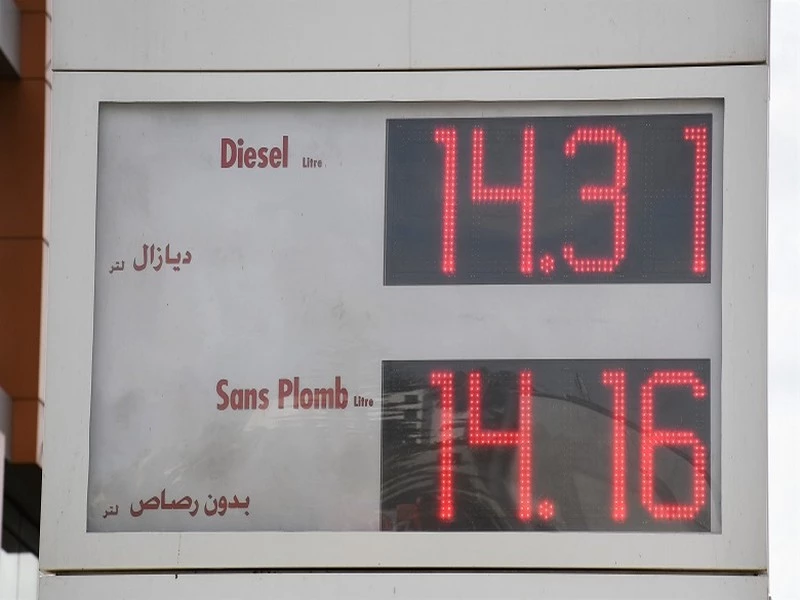 Diesel Litre 14.31
ديازال لتر
Sans Plomb Litre 14.16
بدون رصاص لتر